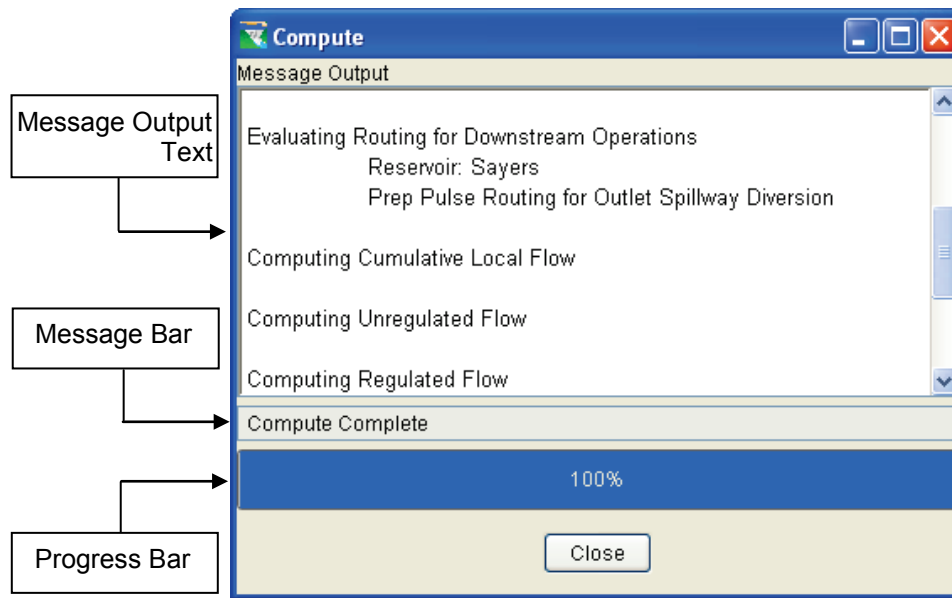 Compute
Message Output
Message Output
Text
Evaluating Routing for Downstream Operations
Reservoir: Sayers
Prep Pulse Routing for Outlet Spillway Diversion
Computing Cumulative Local Flow
Computing Unregulated Flow
Message Bar
Computing Regulated Flow
Compute Complete
100%
Progress Bar
Close